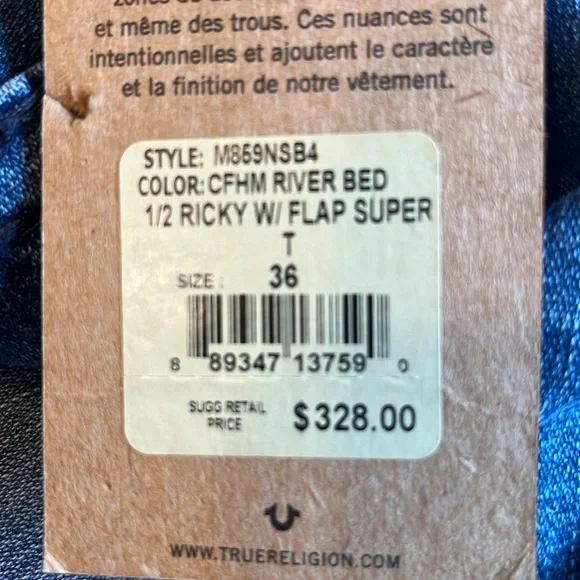 et même des trous. Ces nuances sont
intentionnelles et ajoutent le caractère
et la finition de notre vêtement.
STYLE: M859NSB4
COLOR: CFHM RIVER BED
1/2 RICKY W/ FLAP SUPER
T
SIZE: 36
8 89347 13759 0
SUGG RETAIL
PRICE $328.00
WWW.TRUERELIGION.COM